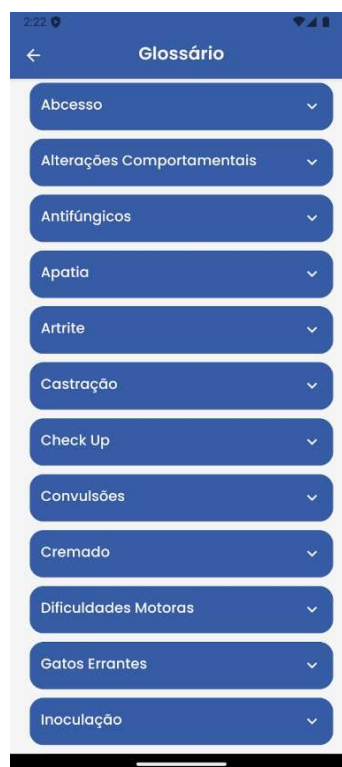 2:22
Glossário
Abcesso
Alterações Comportamentais
Antifúngicos
Apatia
Artrite
Castração
Check Up
Convulsões
Cremado
Dificuldades Motoras
Gatos Errantes
Inoculação